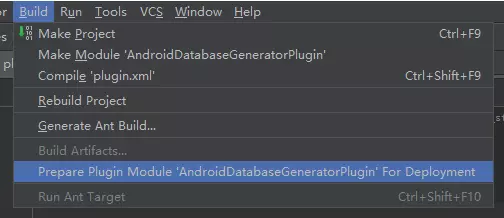 Build Run Tools VCS Window Help
Make Project Ctrl+F9
Make Module 'AndroidDatabaseGeneratorPlugin'
Compile 'plugin.xml' Ctrl+Shift+F9
Rebuild Project
Generate Ant Build...
Build Artifacts...
Prepare Plugin Module 'AndroidDatabaseGeneratorPlugin' For Deployment
Run Ant Target Ctrl+Shift+F10